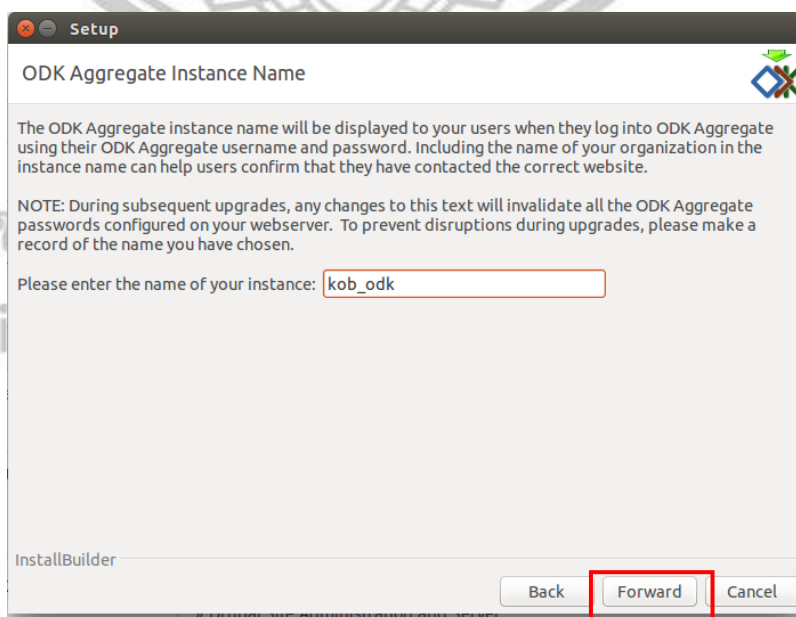 Setup
ODK Aggregate Instance Name
The ODK Aggregate instance name will be displayed to your users when they log into ODK Aggregate
using their ODK Aggregate username and password. Including the name of your organization in the
instance name can help users confirm that they have contacted the correct website.
NOTE: During subsequent upgrades, any changes to this text will invalidate all the ODK Aggregate
passwords configured on your webserver. To prevent disruptions during upgrades, please make a
record of the name you have chosen.
Please enter the name of your instance: kob_odk
InstallBuilder
Back Forward Cancel